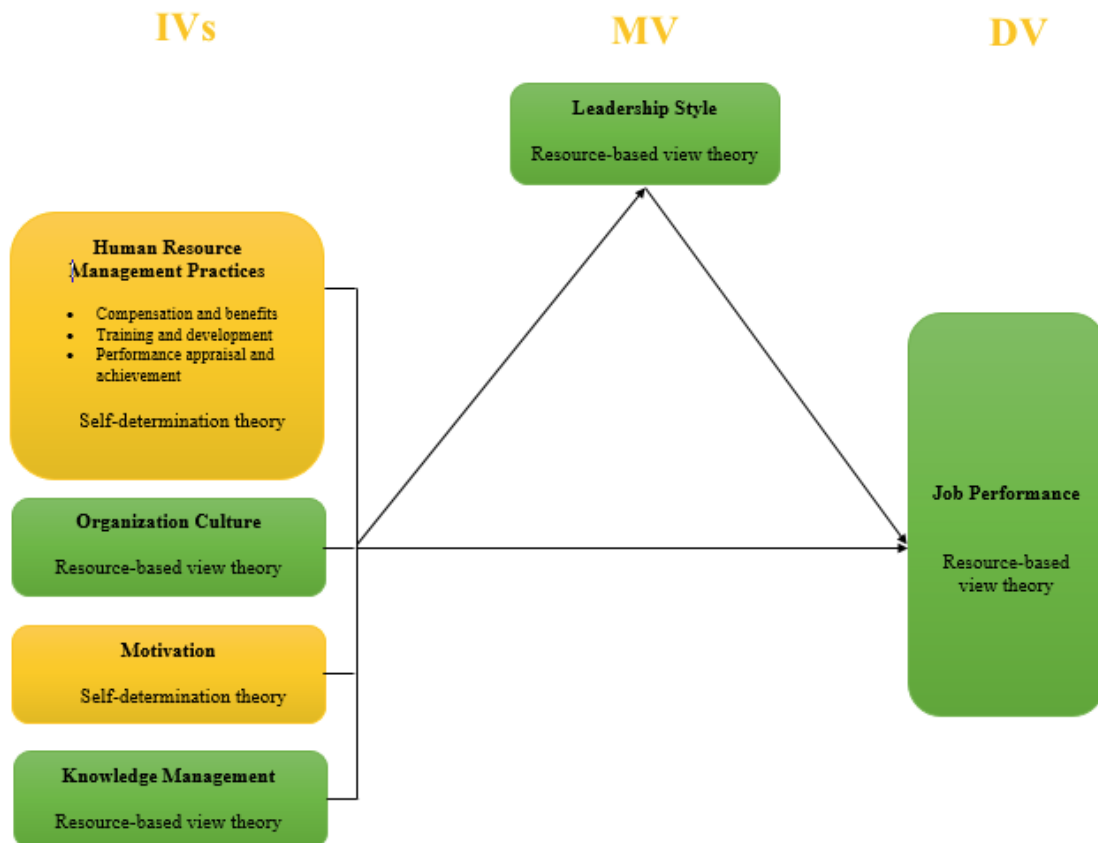 IVs
MV
DV
Leadership Style
Resource-based view theory
Human Resource
Management Practices
• Compensation and benefits
• Training and development
• Performance appraisal and
achievement
Self-determination theory
Organization Culture
Resource-based view theory
Motivation
Self-determination theory
Knowledge Management
Resource-based view theory
Job Performance
Resource-based
view theory